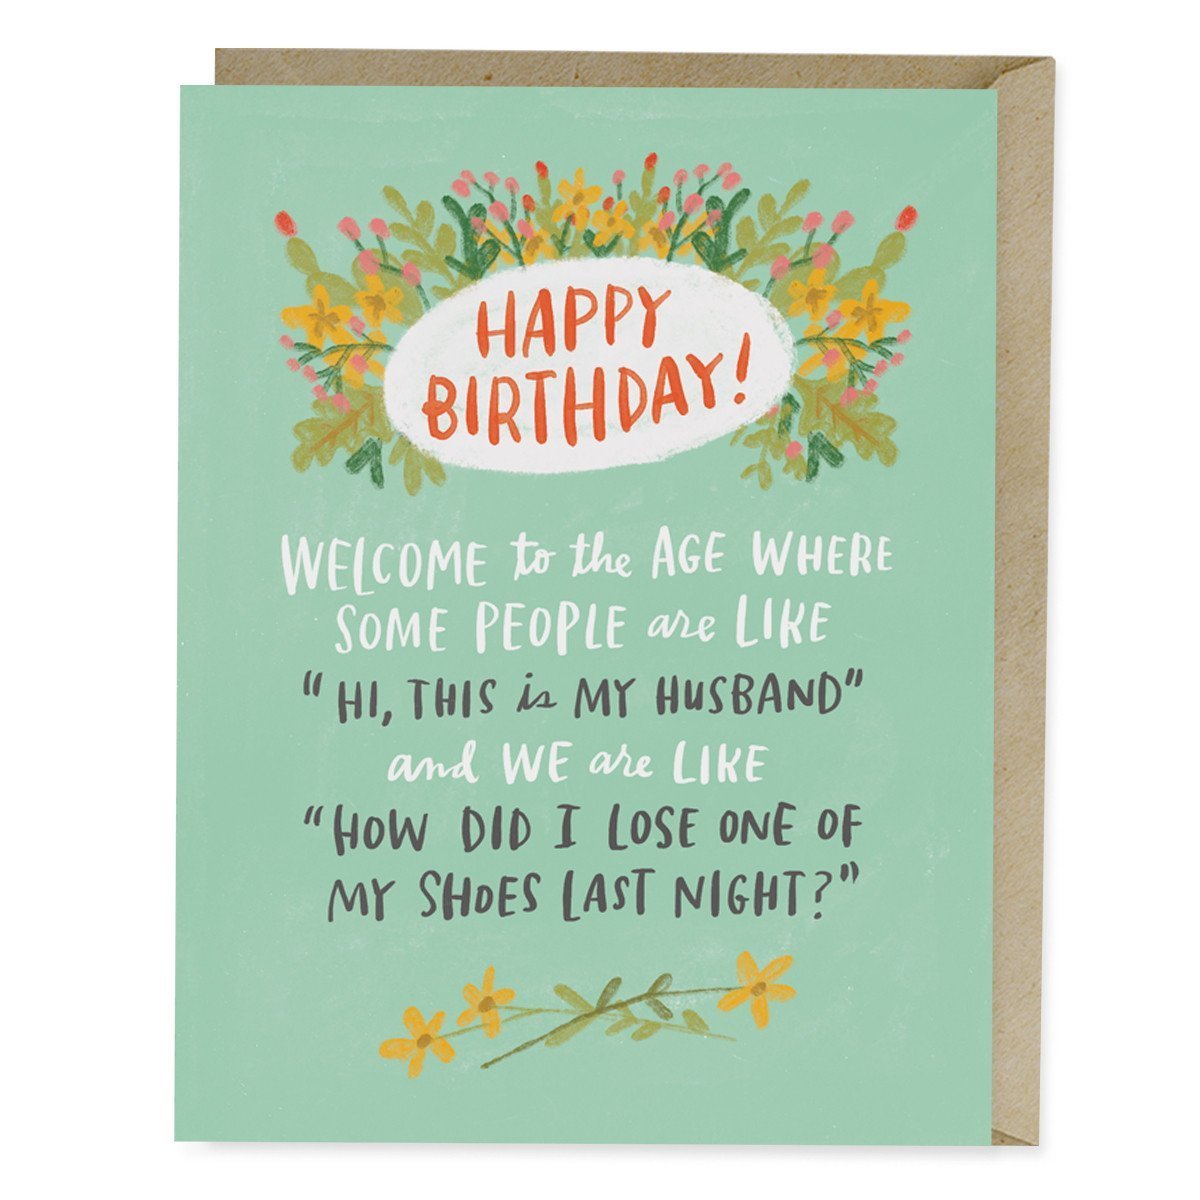 HAPPY
BIRTHDAY!
WELCOME to the AGE WHERE
SOME PEOPLE are LIKE
"HI, THIS is MY HUSBAND"
and WE are LIKE
"HOW DID I LOSE ONE OF
MY SHOES LAST NIGHT?"